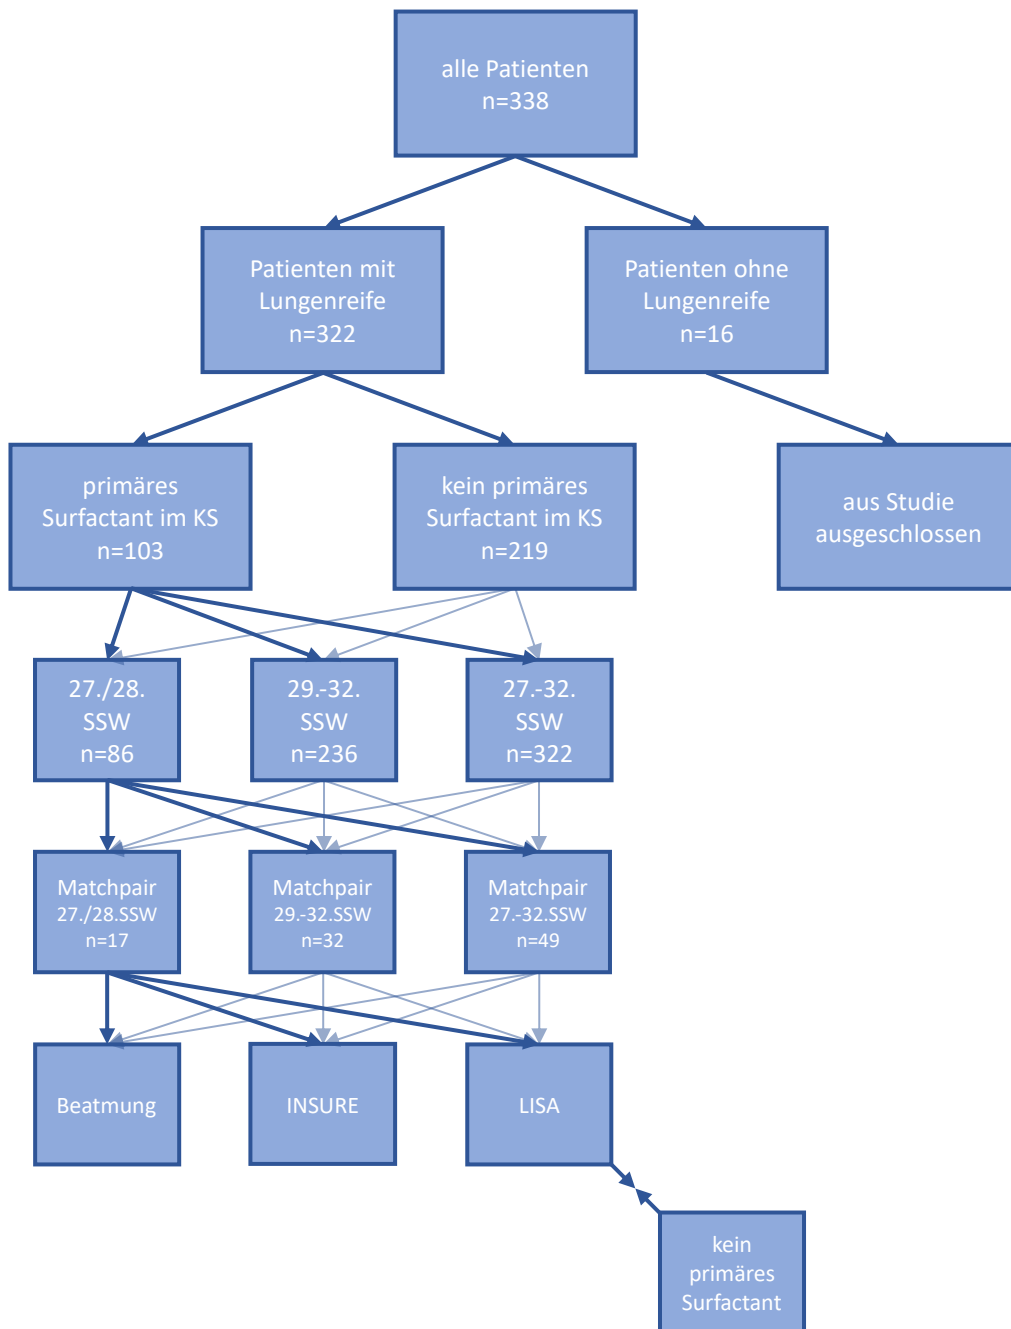 alle Patienten
n=338
Patienten mit
Lungenreife
n=322
Patienten ohne
Lungenreife
n=16
primäres
Surfactant im KS
n=103
kein primäres
Surfactant im KS
n=219
aus Studie
ausgeschlossen
27./28.
SSW
n=86
29.-32.
SSW
n=236
27.-32.
SSW
n=322
Matchpair
27./28.SSW
n=17
Matchpair
29.-32.SSW
n=32
Matchpair
27.-32.SSW
n=49
Beatmung
INSURE
LISA
kein
primäres
Surfactant